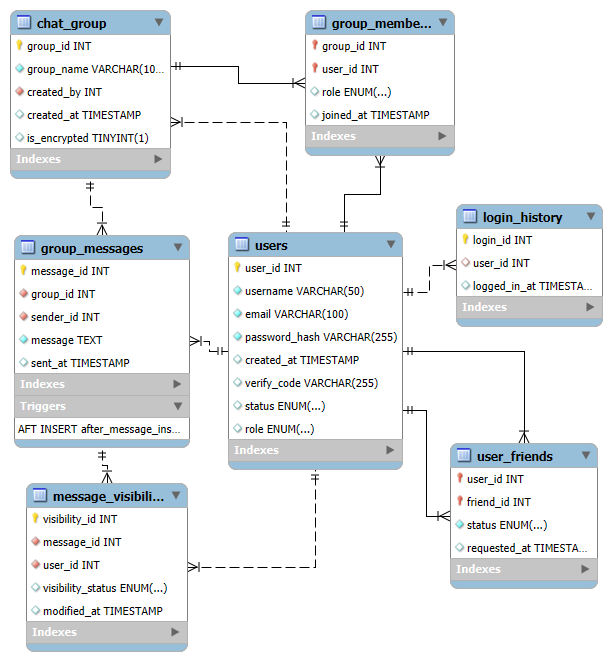 chat_group
group_id INT
group_name VARCHAR(10...
created_by INT
created_at TIMESTAMP
is_encrypted TINYINT(1)
Indexes
group_membe...
group_id INT
user_id INT
role ENUM(...)
joined_at TIMESTAMP
Indexes
group_messages
message_id INT
group_id INT
sender_id INT
message TEXT
sent_at TIMESTAMP
Indexes
Triggers
AFT INSERT after_message_ins...
users
user_id INT
username VARCHAR(50)
email VARCHAR(100)
password_hash VARCHAR(255)
created_at TIMESTAMP
verify_code VARCHAR(255)
status ENUM(...)
role ENUM(...)
Indexes
login_history
login_id INT
user_id INT
logged_in_at TIMESTA...
Indexes
message_visibili...
visibility_id INT
message_id INT
user_id INT
visibility_status ENUM(...)
modified_at TIMESTAMP
Indexes
user_friends
user_id INT
friend_id INT
status ENUM(...)
requested_at TIMESTA...
Indexes